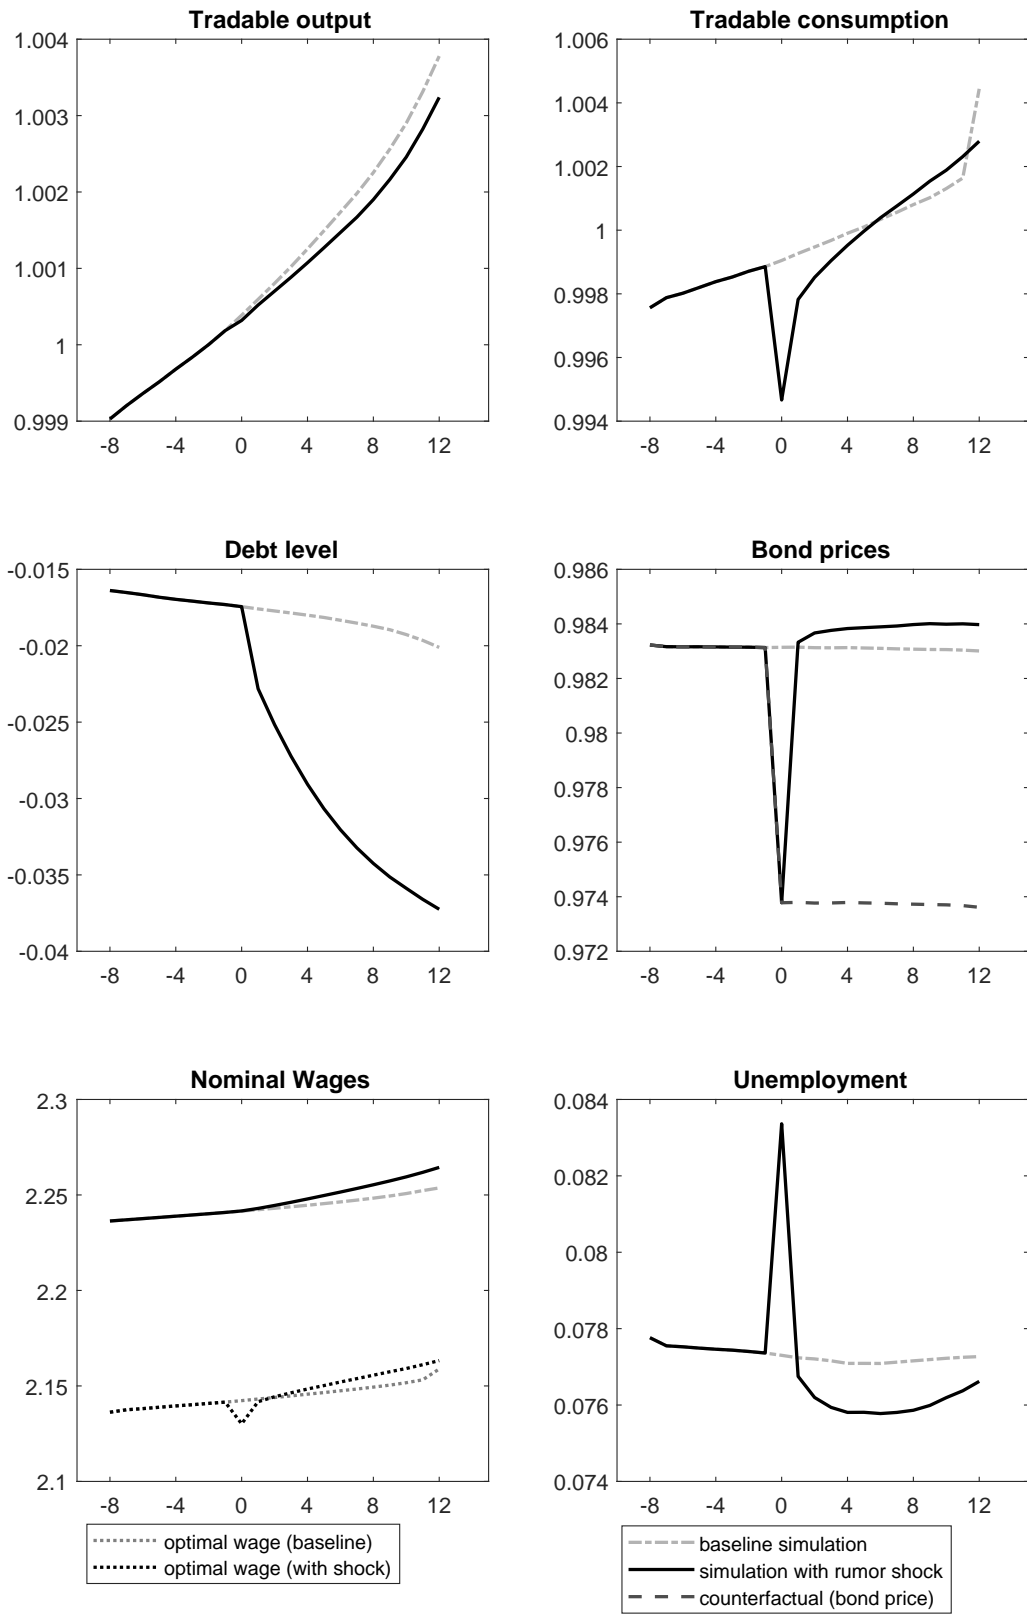 Tradable output
1.004
1.003
1.002
1.001
1
0.999
-8 -4 0 4 8 12
Tradable consumption
1.006
1.004
1.002
1
0.998
0.996
0.994
-8 -4 0 4 8 12
Debt level
-0.015
-0.02
-0.025
-0.03
-0.035
-0.04
-8 -4 0 4 8 12
Bond prices
0.986
0.984
0.982
0.98
0.978
0.976
0.974
0.972
-8 -4 0 4 8 12
Nominal Wages
2.3
2.25
2.2
2.15
2.1
-8 -4 0 4 8 12
optimal wage (baseline)
optimal wage (with shock)
Unemployment
0.084
0.082
0.08
0.078
0.076
0.074
-8 -4 0 4 8 12
baseline simulation
simulation with rumor shock
counterfactual (bond price)